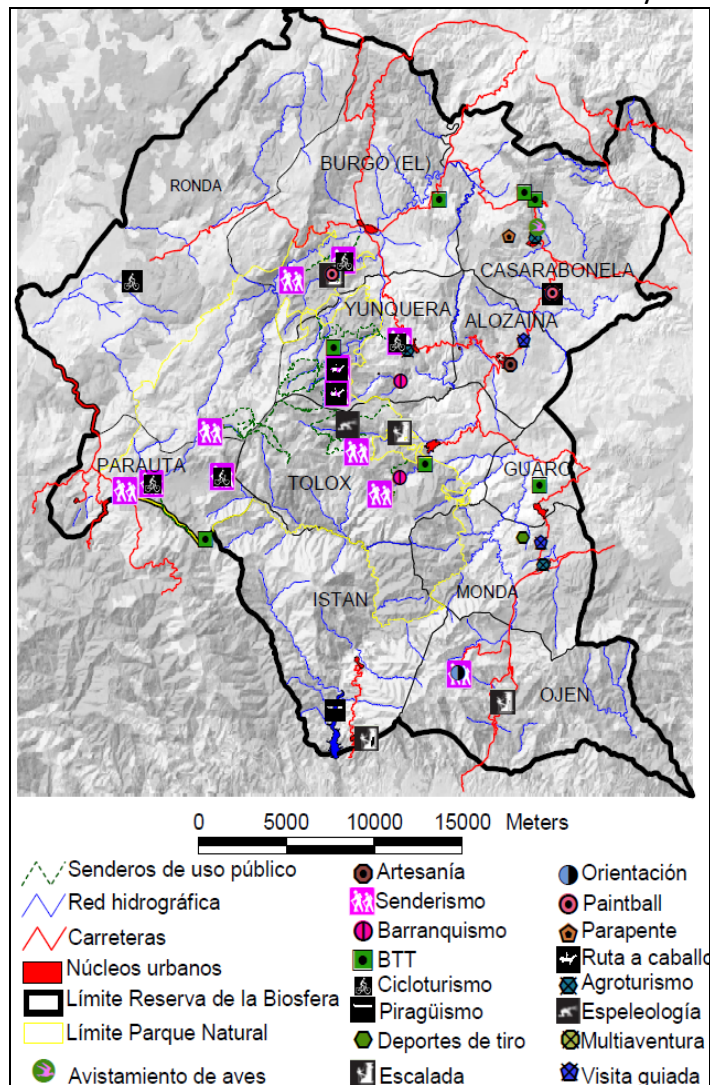 BURGO (EL)
RONDA
CASARABONELA
YUNQUERA
ALOZAINA
PARAUTA
GUARO
TOLOX
ISTAN
MONDA
OJEN
0 5000 10000 15000 Meters
Senderos de uso público
Red hidrográfica
Carreteras
Núcleos urbanos
Límite Reserva de la Biosfera
Límite Parque Natural
Avistamiento de aves
Artesanía
Senderismo
Barranquismo
BTT
Cicloturismo
Piragüismo
Deportes de tiro
Escalada
Orientación
Paintball
Parapente
Ruta a caballo
Agroturismo
Espeleología
Multiaventura
Visita guiada